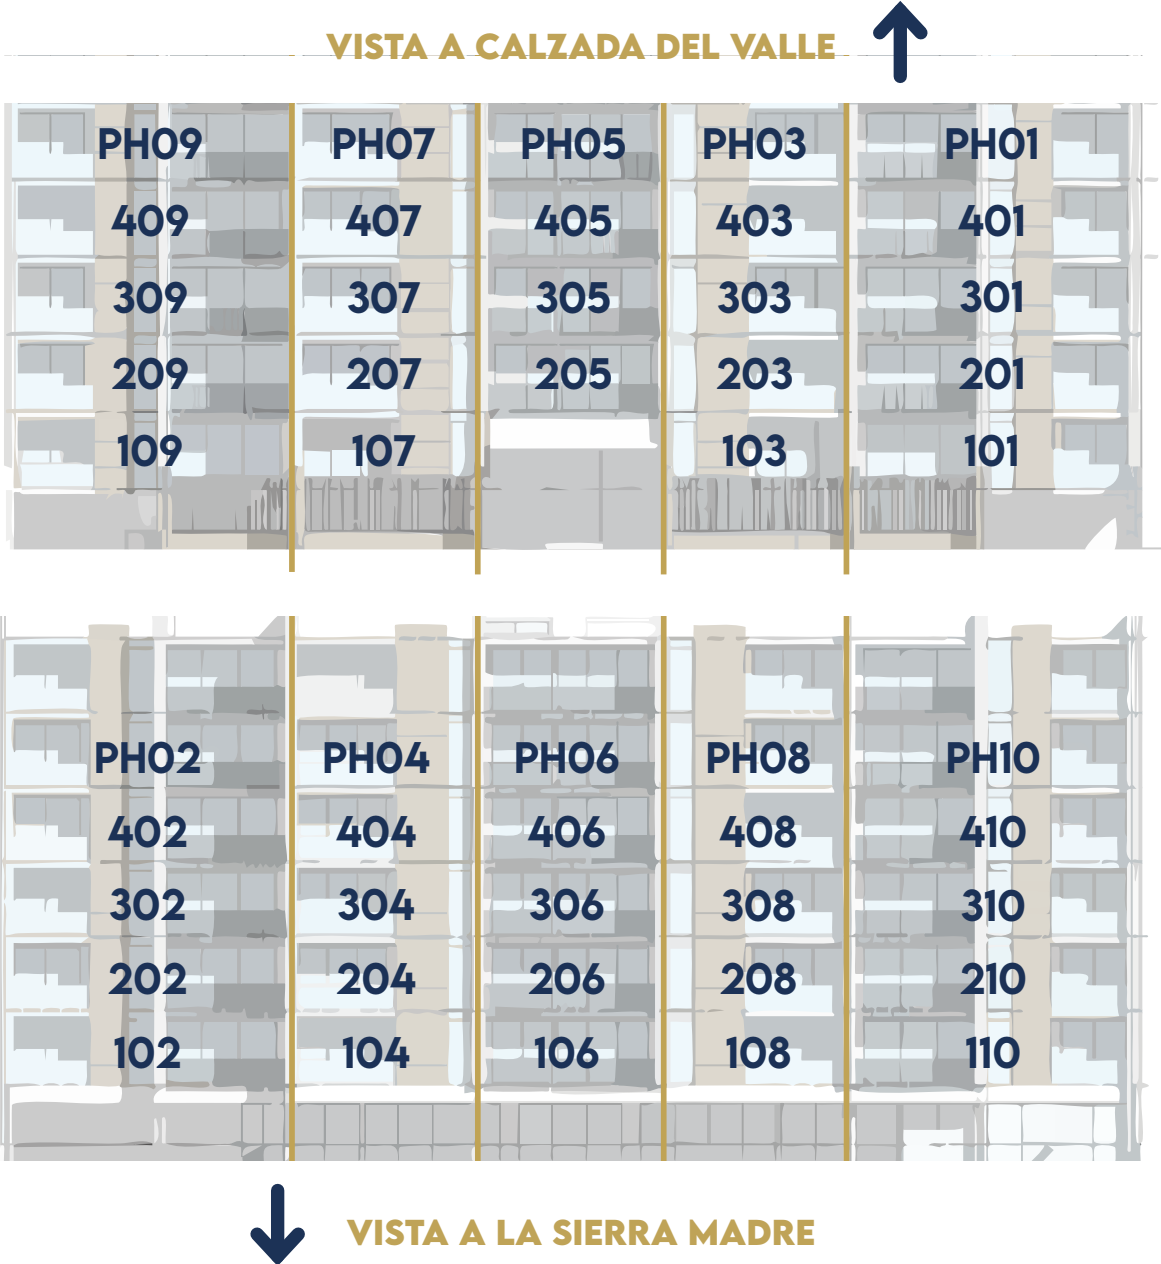 VISTA A CALZADA DEL VALLE
PH09 PH07 PH05 PH03 PH01
409 407 405 403 401
309 307 305 303 301
209 207 205 203 201
109 107 103 101
PH02 PH04 PH06 PH08 PH10
402 404 406 408 410
302 304 306 308 310
202 204 206 208 210
102 104 106 108 110
VISTA A LA SIERRA MADRE